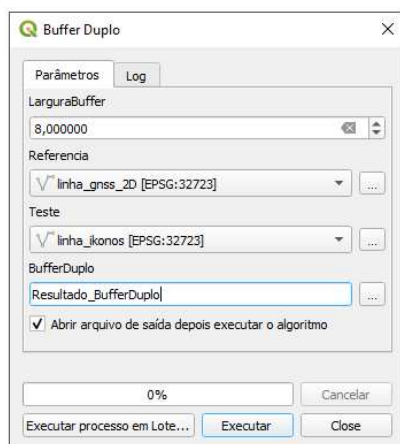 Buffer Duplo
Parâmetros Log
LarguraBuffer
8,000000
Referencia
linha_gnss_2D [EPSG:32723]
...
Teste
linha_ikonos [EPSG:32723]
...
BufferDuplo
Resultado_BufferDuplo
...
Abrir arquivo de saída depois executar o algoritmo
0% Cancelar
Executar processo em Lote... Executar Close